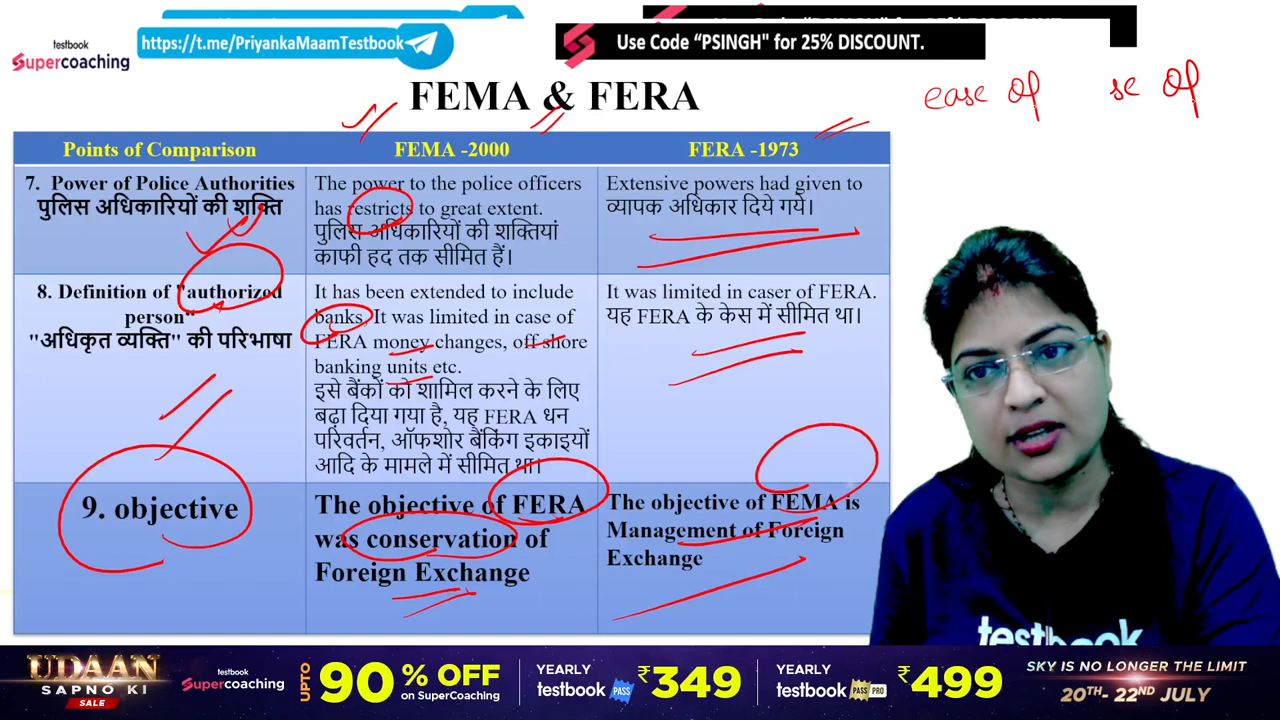 testbook
Supercoaching
https://t.me/PriyankaMaamTestbook
Use Code “PSINGH" for 25% DISCOUNT.
FEMA & FERA
ease of
se of
Points of Comparison
FEMA -2000
FERA -1973
7. Power of Police Authorities
पुलिस अधिकारियों की शक्ति
The power to the police officers
has restricts to great extent.
पुलिस अधिकारियों की शक्तियां
काफी हद तक सीमित हैं।
Extensive powers had given to
व्यापक अधिकार दिये गये।
8. Definition of "authorized
person"
"अधिकृत व्यक्ति" की परिभाषा
It has been extended to include
banks, It was limited in case of
FERA money changes, off shore
banking units etc.
इसे बैंकों को शामिल करने के लिए
बढ़ा दिया गया है, यह FERA धन
परिवर्तन, ऑफशोर बैंकिंग इकाइयों
आदि के मामले में सीमित था।
It was limited in caser of FERA.
यह FERA के केस में सीमित था।
9. objective
The objective of FERA
was conservation of
Foreign Exchange
The objective of FEMA is
Management of Foreign
Exchange
testbook
UDAAN
SAPNO KI
SALE
testbook
Supercoaching
UPTO 90% OFF
on SuperCoaching
YEARLY
testbook PASS
₹349
YEARLY
testbook PASS PRO
₹499
SKY IS NO LONGER THE LIMIT
20TH- 22ND JULY